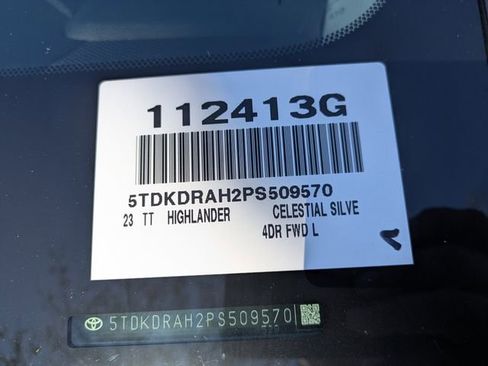 112413G
5TDKDRAH2PS509570
23 TT HIGHLANDER CELESTIAL SILVE
4DR FWD L
5TDKDRAH2PS509570